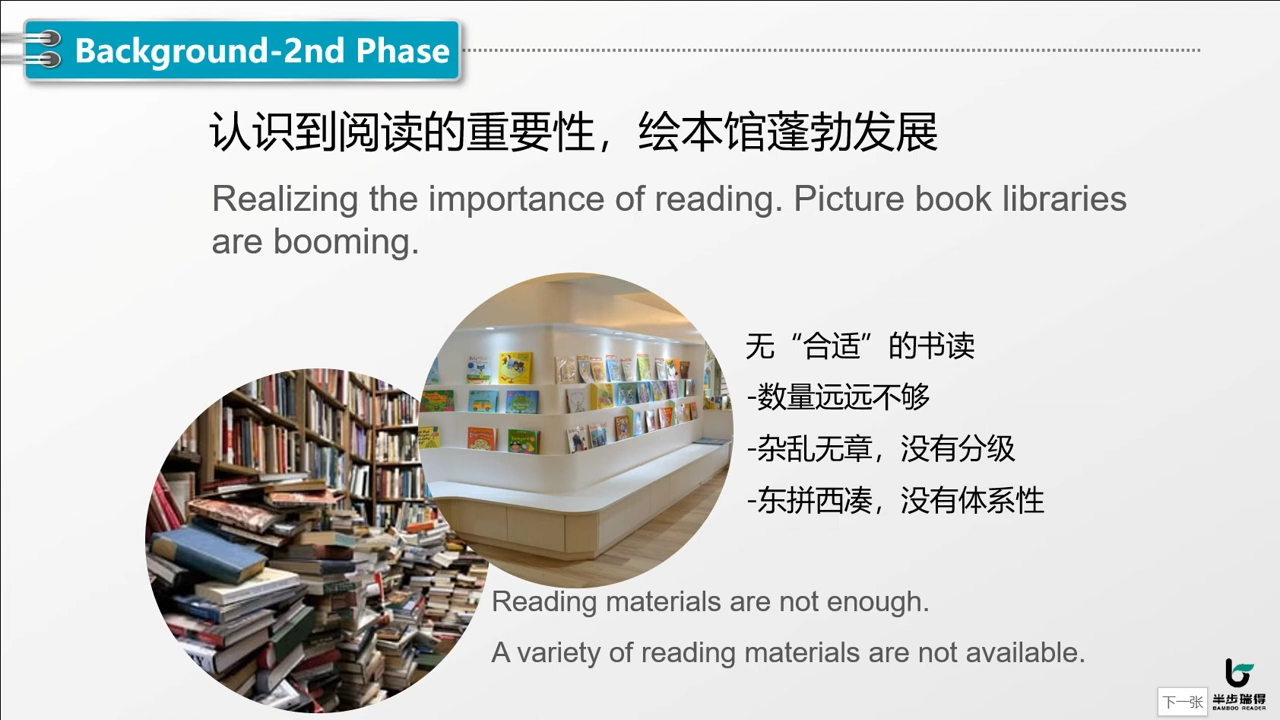 Background-2nd Phase
认识到阅读的重要性，绘本馆蓬勃发展
Realizing the importance of reading. Picture book libraries
are booming.
无“合适”的书读
-数量远远不够
-杂乱无章，没有分级
-东拼西凑，没有体系性
Reading materials are not enough.
A variety of reading materials are not available.
下一张
半步瑞得
BAMBOO READER